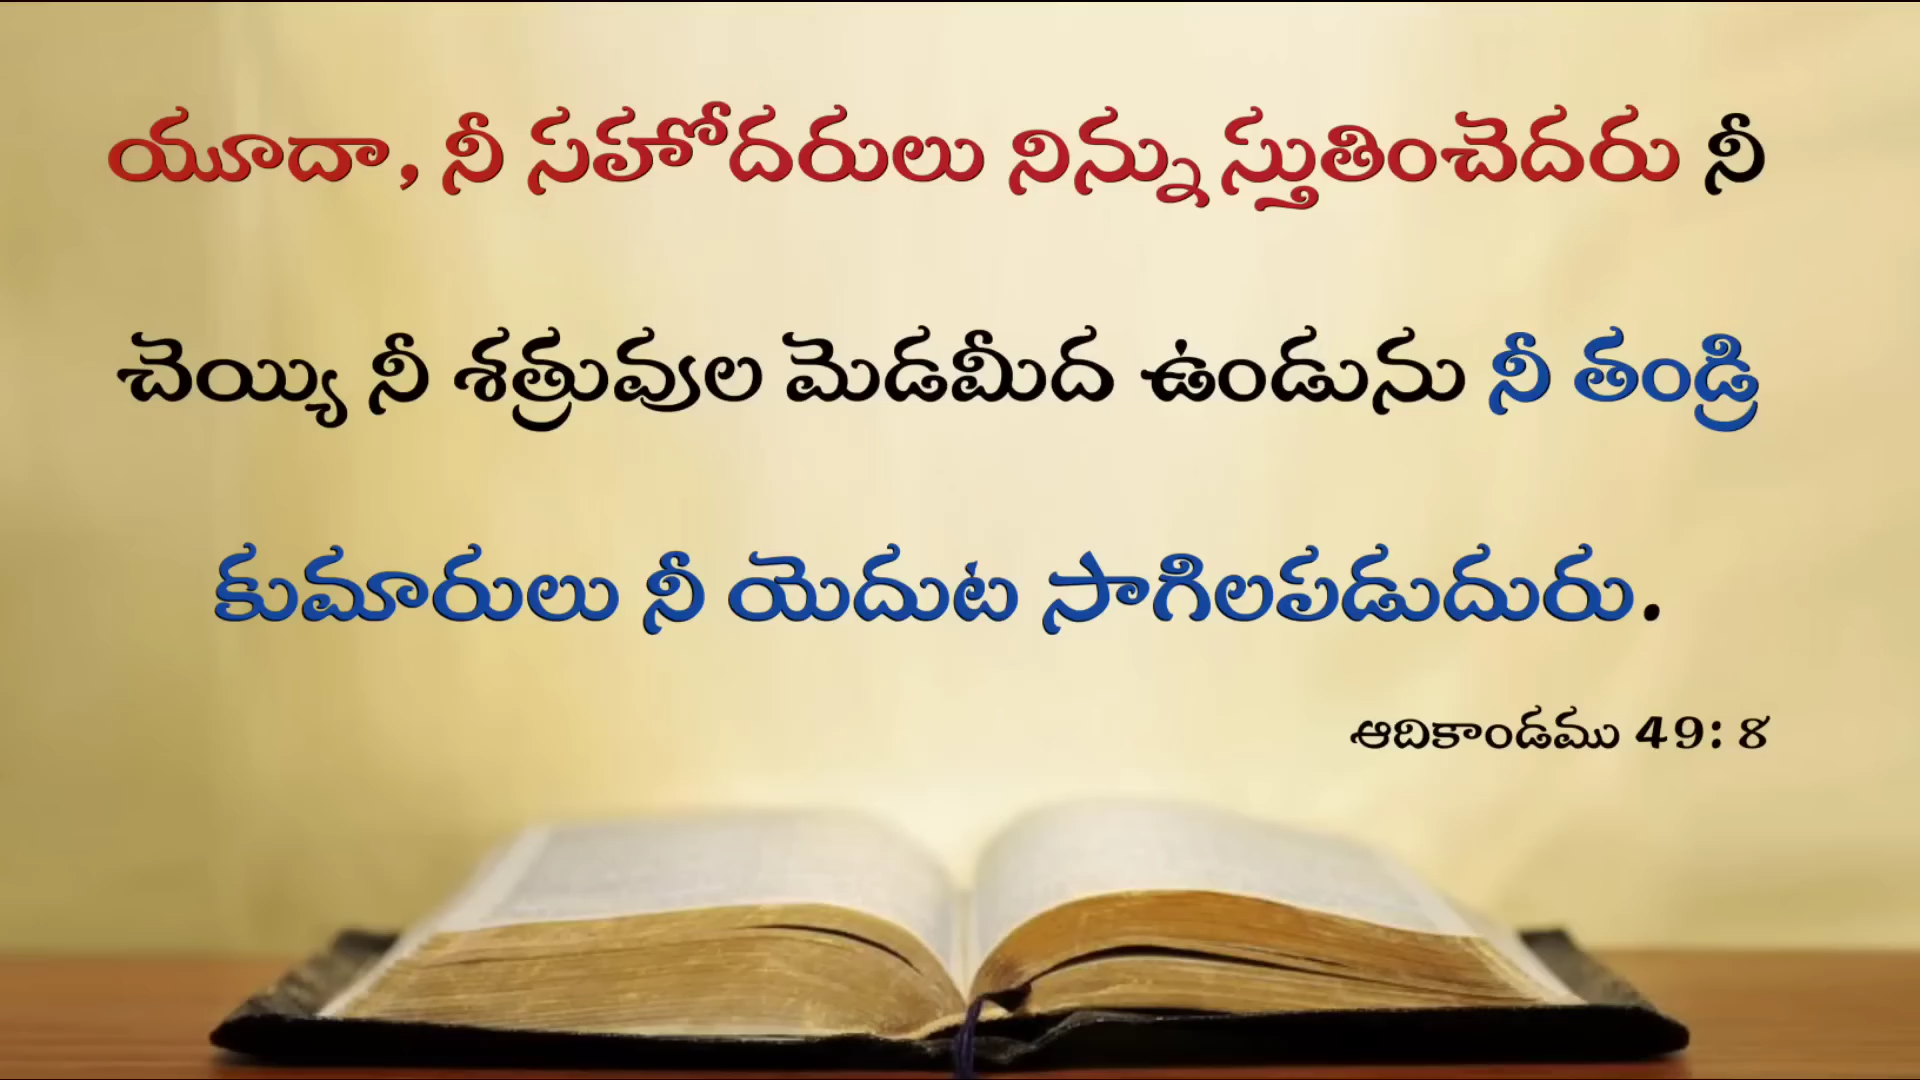 యూదా, నీ సహోదరులు నిన్ను స్తుతించెదరు నీ
చెయ్యి నీ శత్రువుల మెడమీద ఉండును నీ తండ్రి
కుమారులు నీ యెదుట సాగిలపడుదురు.
ఆదికాండము 49: 8